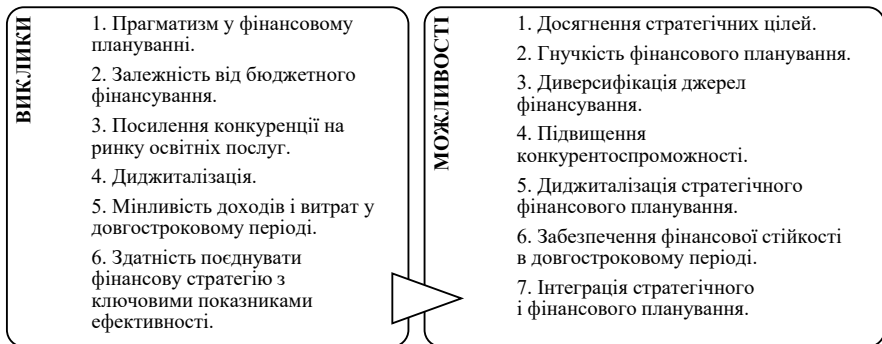 ВИКЛИКИ
1. Прагматизм у фінансовому
плануванні.
2. Залежність від бюджетного
фінансування.
3. Посилення конкуренції на
ринку освітніх послуг.
4. Диджиталізація.
5. Мінливість доходів і витрат у
довгостроковому періоді.
6. Здатність поєднувати
фінансову стратегію з
ключовими показниками
ефективності.
МОЖЛИВОСТІ
1. Досягнення стратегічних цілей.
2. Гнучкість фінансового планування.
3. Диверсифікація джерел
фінансування.
4. Підвищення
конкурентоспроможності.
5. Диджиталізація стратегічного
фінансового планування.
6. Забезпечення фінансової стійкості
в довгостроковому періоді.
7. Інтеграція стратегічного
і фінансового планування.